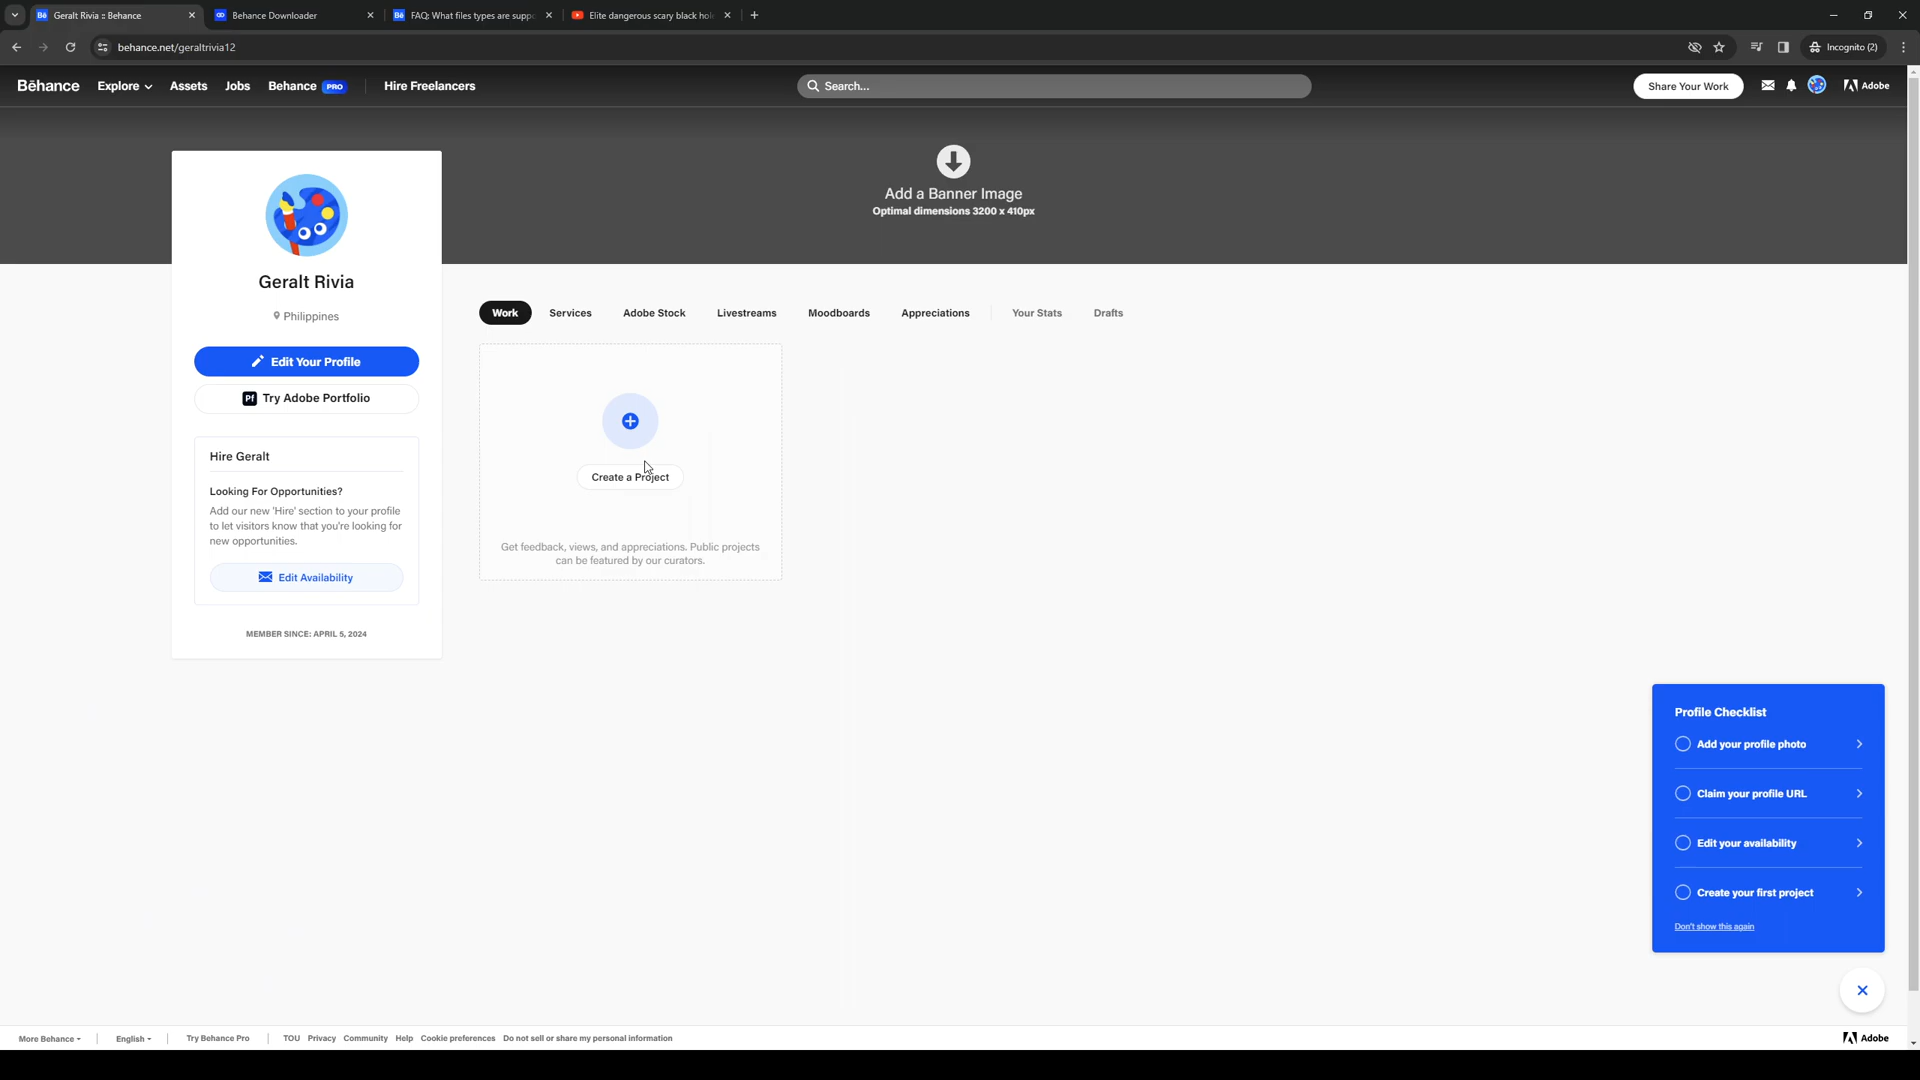 Geralt Rivia :: Behance
Behance Downloader
FAQ: What files types are suppo
Elite dangerous scary black hol
behance.net/geraltrivia12
Incognito (2)
Bēhance
Explore
Assets
Jobs
Behance PRO
Hire Freelancers
Search...
Share Your Work
Adobe
Add a Banner Image
Optimal dimensions 3200 x 410px
Geralt Rivia
Philippines
Edit Your Profile
Pf Try Adobe Portfolio
Hire Geralt
Looking For Opportunities?
Add our new 'Hire' section to your profile
to let visitors know that you're looking for
new opportunities.
Edit Availability
MEMBER SINCE: APRIL 5, 2024
Work
Services
Adobe Stock
Livestreams
Moodboards
Appreciations
Your Stats
Drafts
Create a Project
Get feedback, views, and appreciations. Public projects
can be featured by our curators.
Profile Checklist
Add your profile photo
Claim your profile URL
Edit your availability
Create your first project
Don't show this again
More Behance
English
Try Behance Pro
TOU
Privacy
Community
Help
Cookie preferences
Do not sell or share my personal information
Adobe